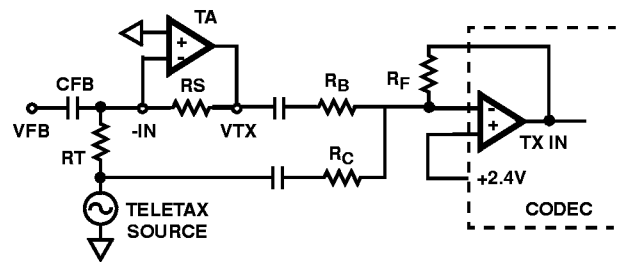 TA
+
-
CFB
RS
RB
RF
VFB
-IN
VTX
-
+
TX IN
RT
RC
+2.4V
TELETAX
SOURCE
CODEC